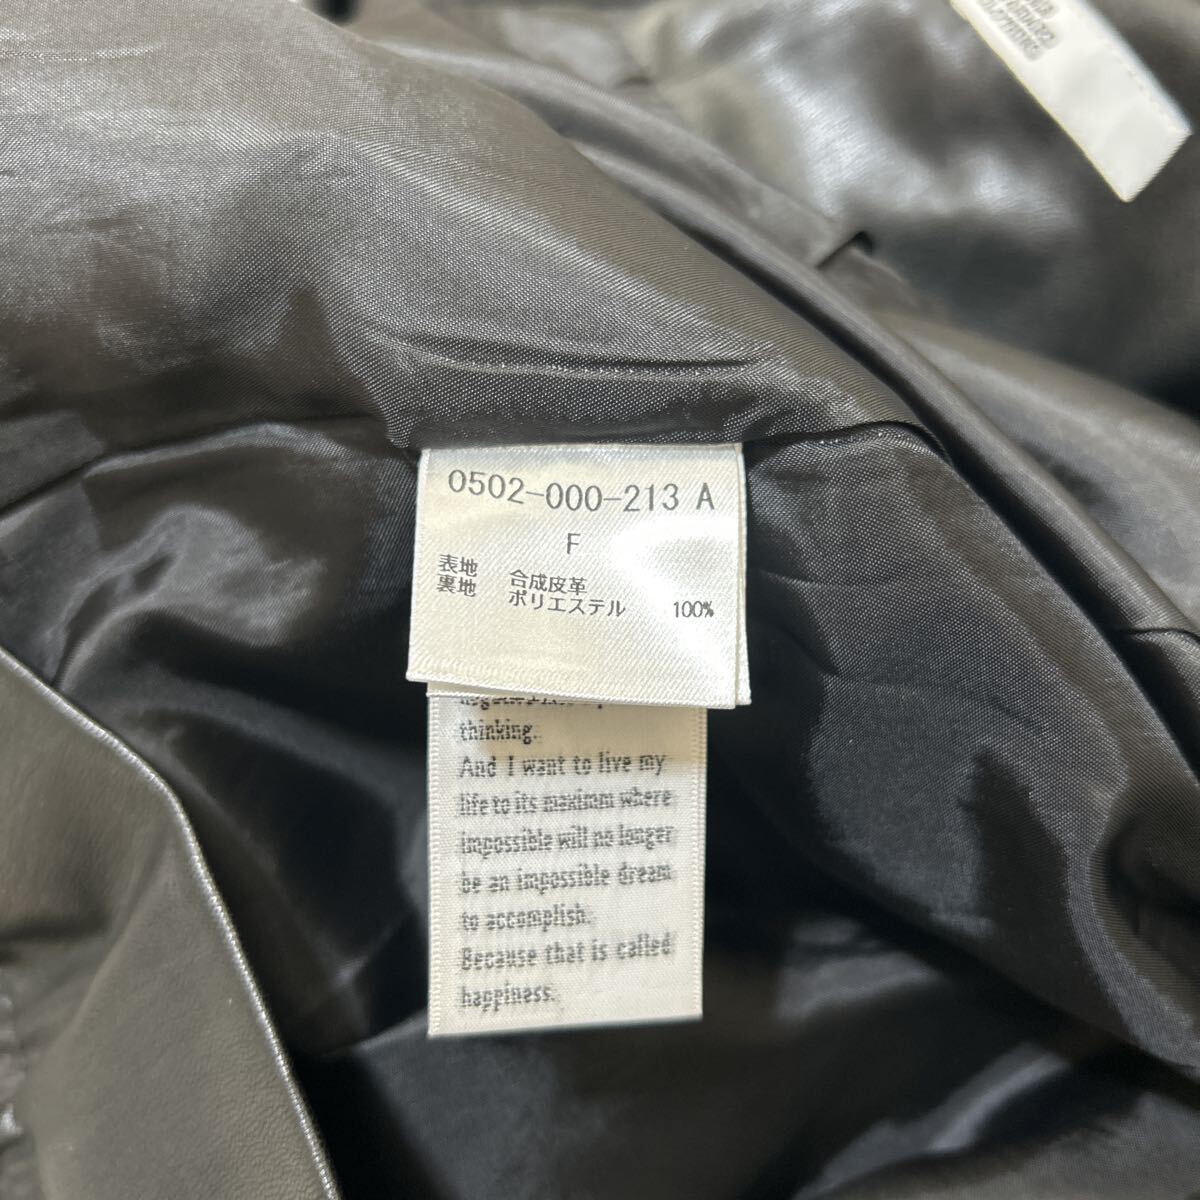 0502-000-213 A
F
表地 合成皮革
裏地 ポリエステル 100%
thinking.
And I want to live my
life to its maximm where
impossible will no longer
be an impossible dream
to accomplish.
Because that is called
happiness.